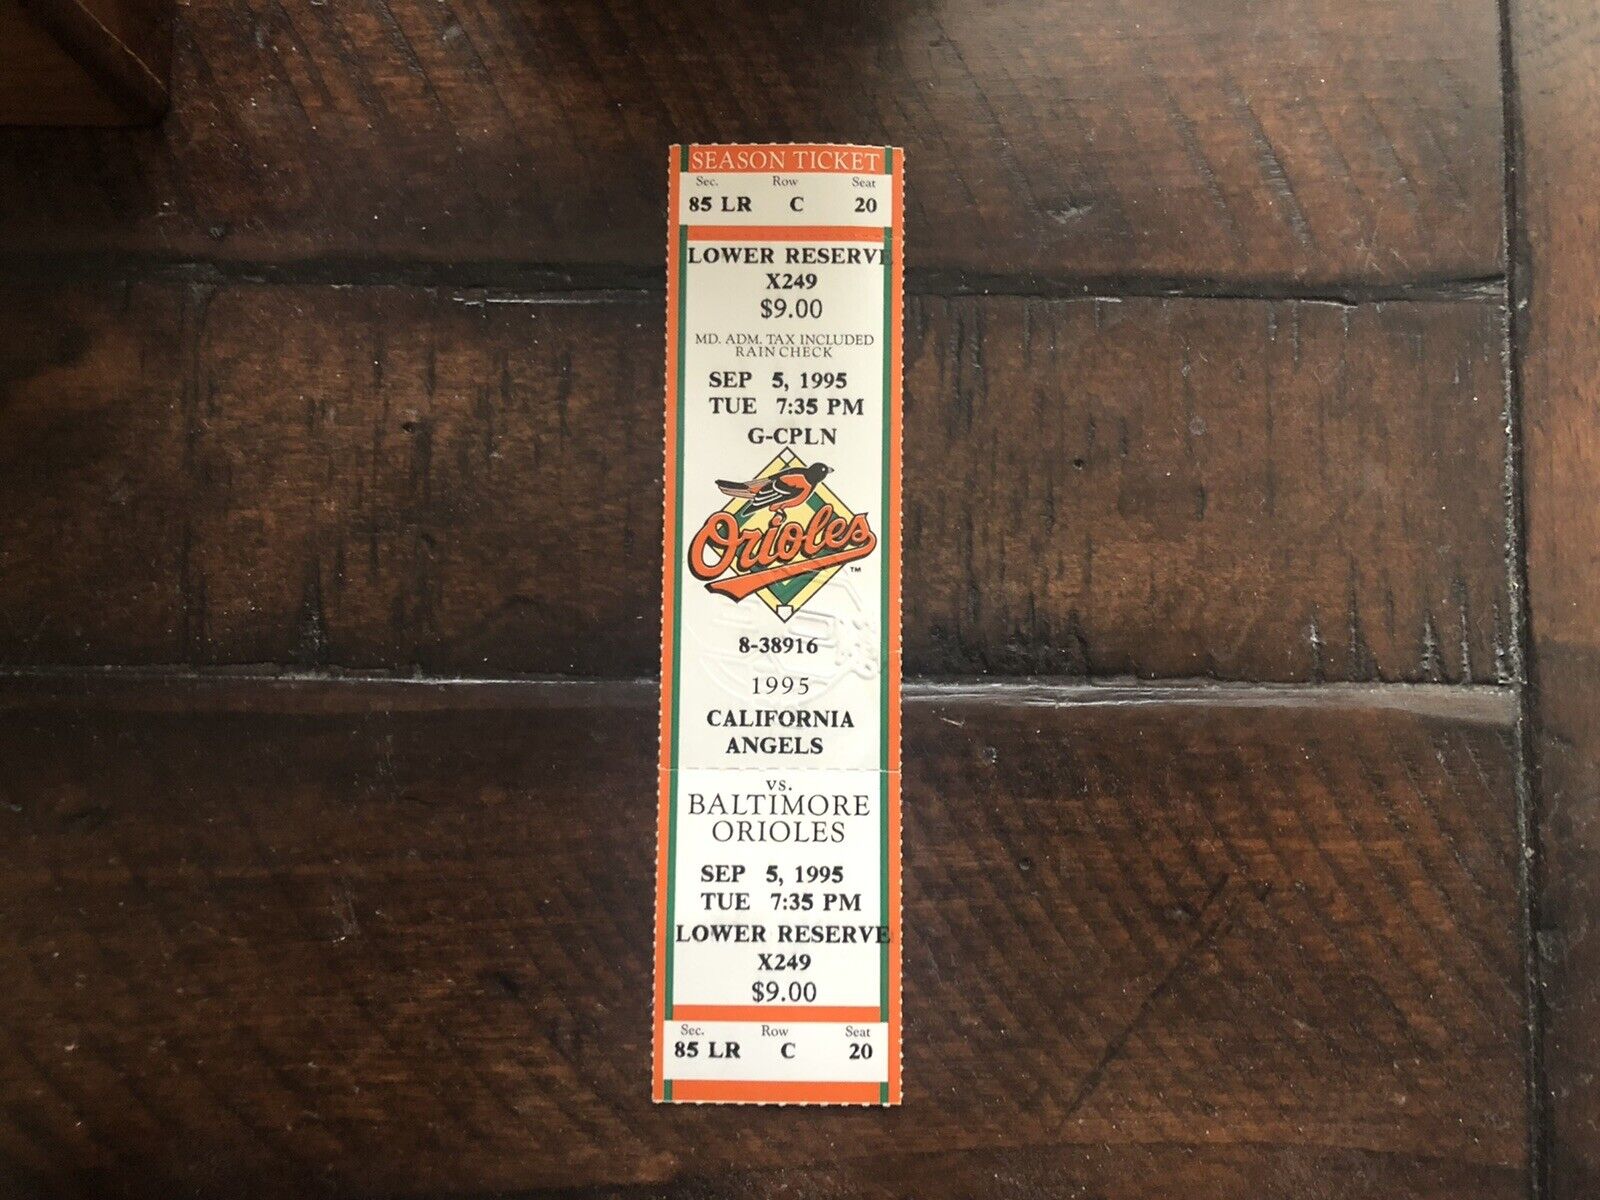 SEASON TICKET
Sec. Row Seat
85 LR C 20
LOWER RESERVE
X249
$9.00
MD. ADM. TAX INCLUDED
RAIN CHECK
SEP 5, 1995
TUE 7:35 PM
G-CPLN
Orioles
TM
8-38916
1995
CALIFORNIA
ANGELS
vs.
BALTIMORE
ORIOLES
SEP 5, 1995
TUE 7:35 PM
LOWER RESERVE
X249
$9.00
Sec. Row Seat
85 LR C 20